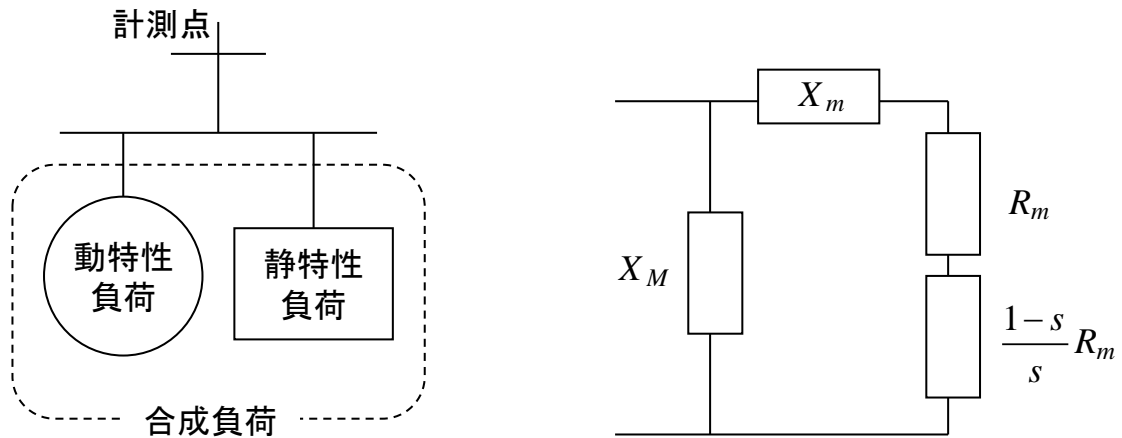 計測点
動特性
負荷
静特性
負荷
合成負荷
X_m
R_m
X_M
\frac{1-s}{s} R_m